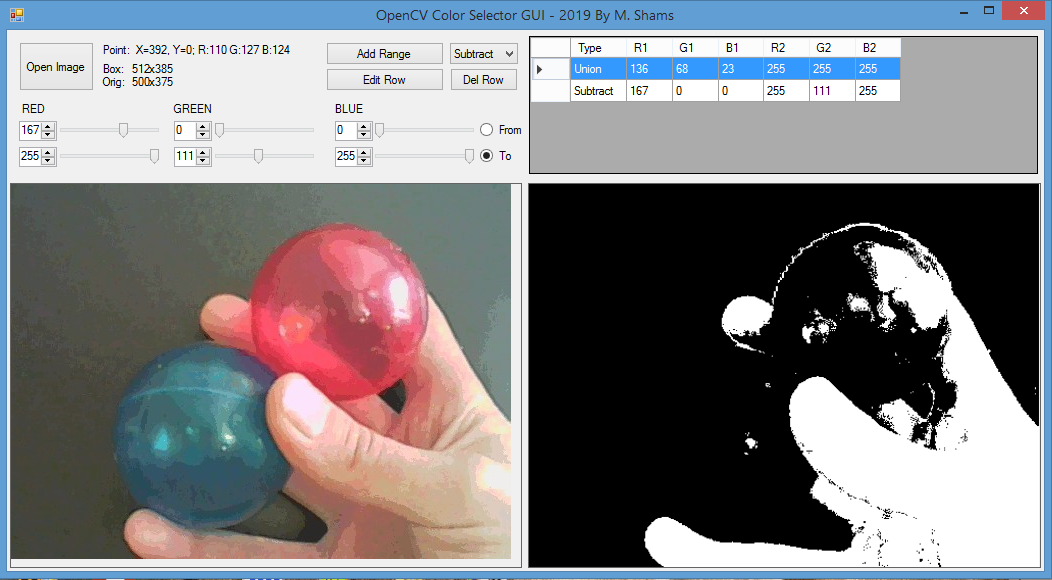 OpenCV Color Selector GUI - 2019 By M. Shams
Open Image
Point: X=392, Y=0; R:110 G:127 B:124
Box: 512x385
Orig: 500x375
Add Range
Subtract
Edit Row
Del Row
RED
GREEN
BLUE
167
0
0
From
255
111
255
To
Type R1 G1 B1 R2 G2 B2
Union 136 68 23 255 255 255
Subtract 167 0 0 255 111 255